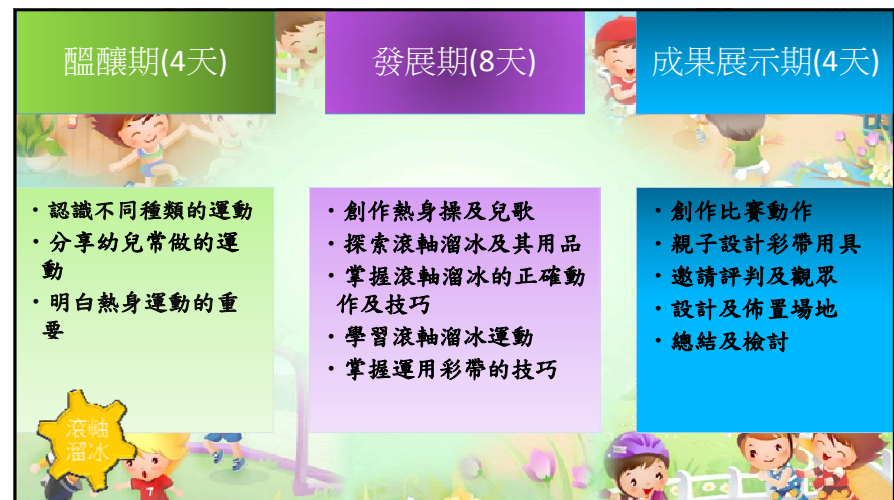 醞釀期(4天)
發展期(8天)
成果展示期(4天)
・認識不同種類的運動
・分享幼兒常做的運
動
・明白熱身運動的重
要
・創作熱身操及兒歌
・探索滾軸溜冰及其用品
・掌握滾軸溜冰的正確動
作及技巧
・學習滾軸溜冰運動
・掌握運用彩帶的技巧
・創作比賽動作
・親子設計彩帶用具
・邀請評判及觀眾
・設計及佈置場地
・總結及檢討
滾軸
溜冰
7